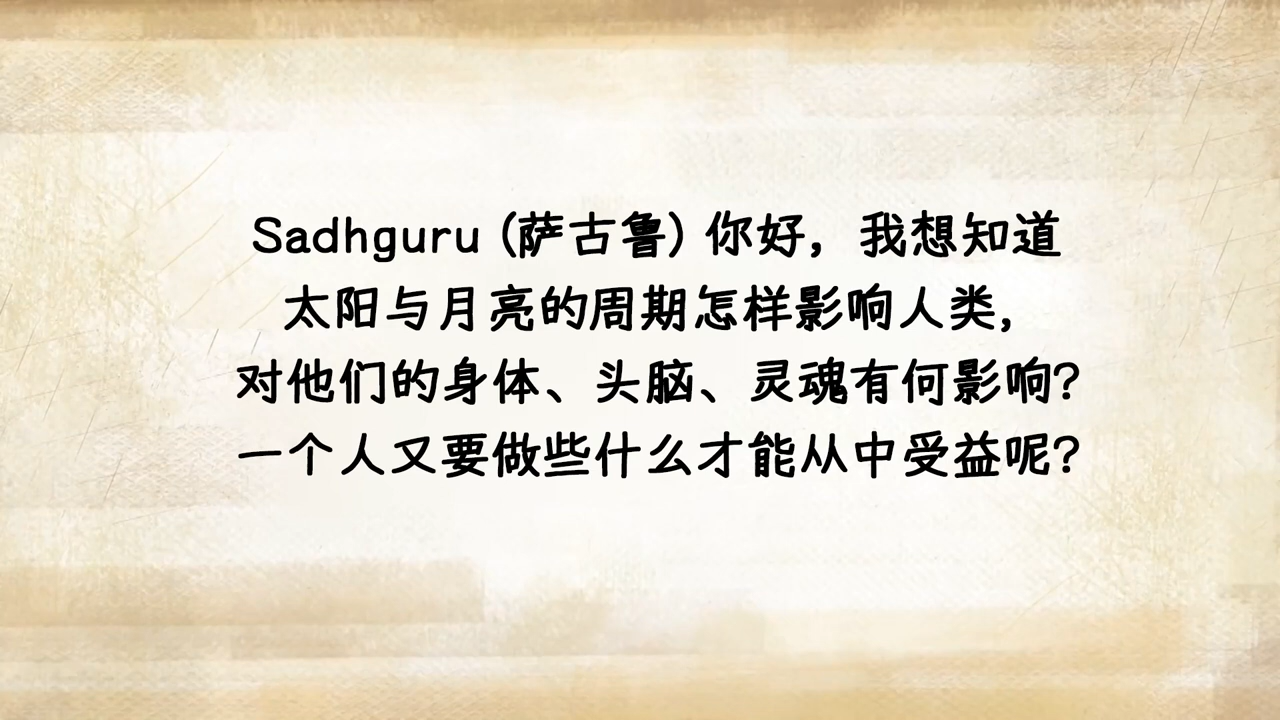 Sadhguru (萨古鲁) 你好，我想知道
太阳与月亮的周期怎样影响人类,
对他们的身体、头脑、灵魂有何影响?
一个人又要做些什么才能从中受益呢?